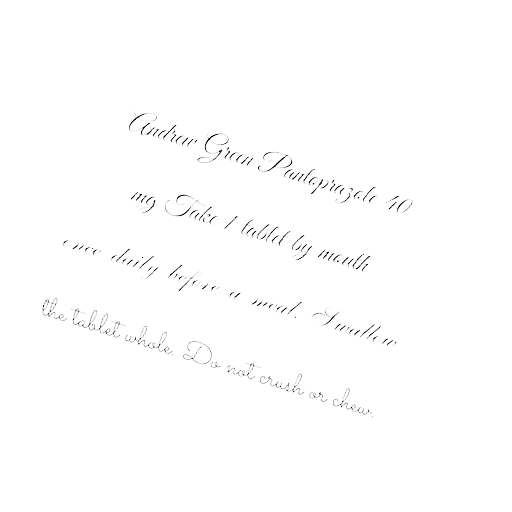 Andrew Green Pantoprazole 40
mg Take 1 tablet by mouth
once daily before a meal. Swallow
the tablet whole. Do not crush or chew.